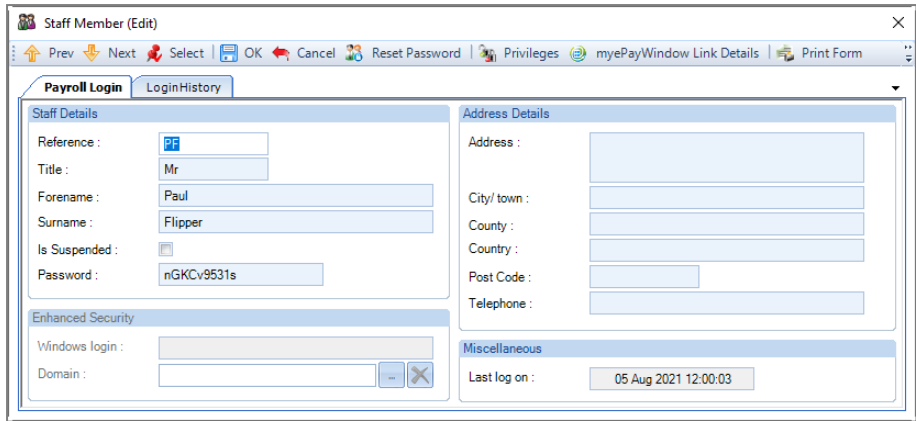 Staff Member (Edit)
Prev Next Select OK Cancel Reset Password Privileges myePayWindow Link Details Print Form
Payroll Login LoginHistory
Staff Details
Reference : PF
Title : Mr
Forename : Paul
Surname : Flipper
Is Suspended :
Password : nGKCv9531s
Enhanced Security
Windows login :
Domain : ...
Address Details
Address :
City/ town :
County :
Country :
Post Code :
Telephone :
Miscellaneous
Last log on : 05 Aug 2021 12:00:03